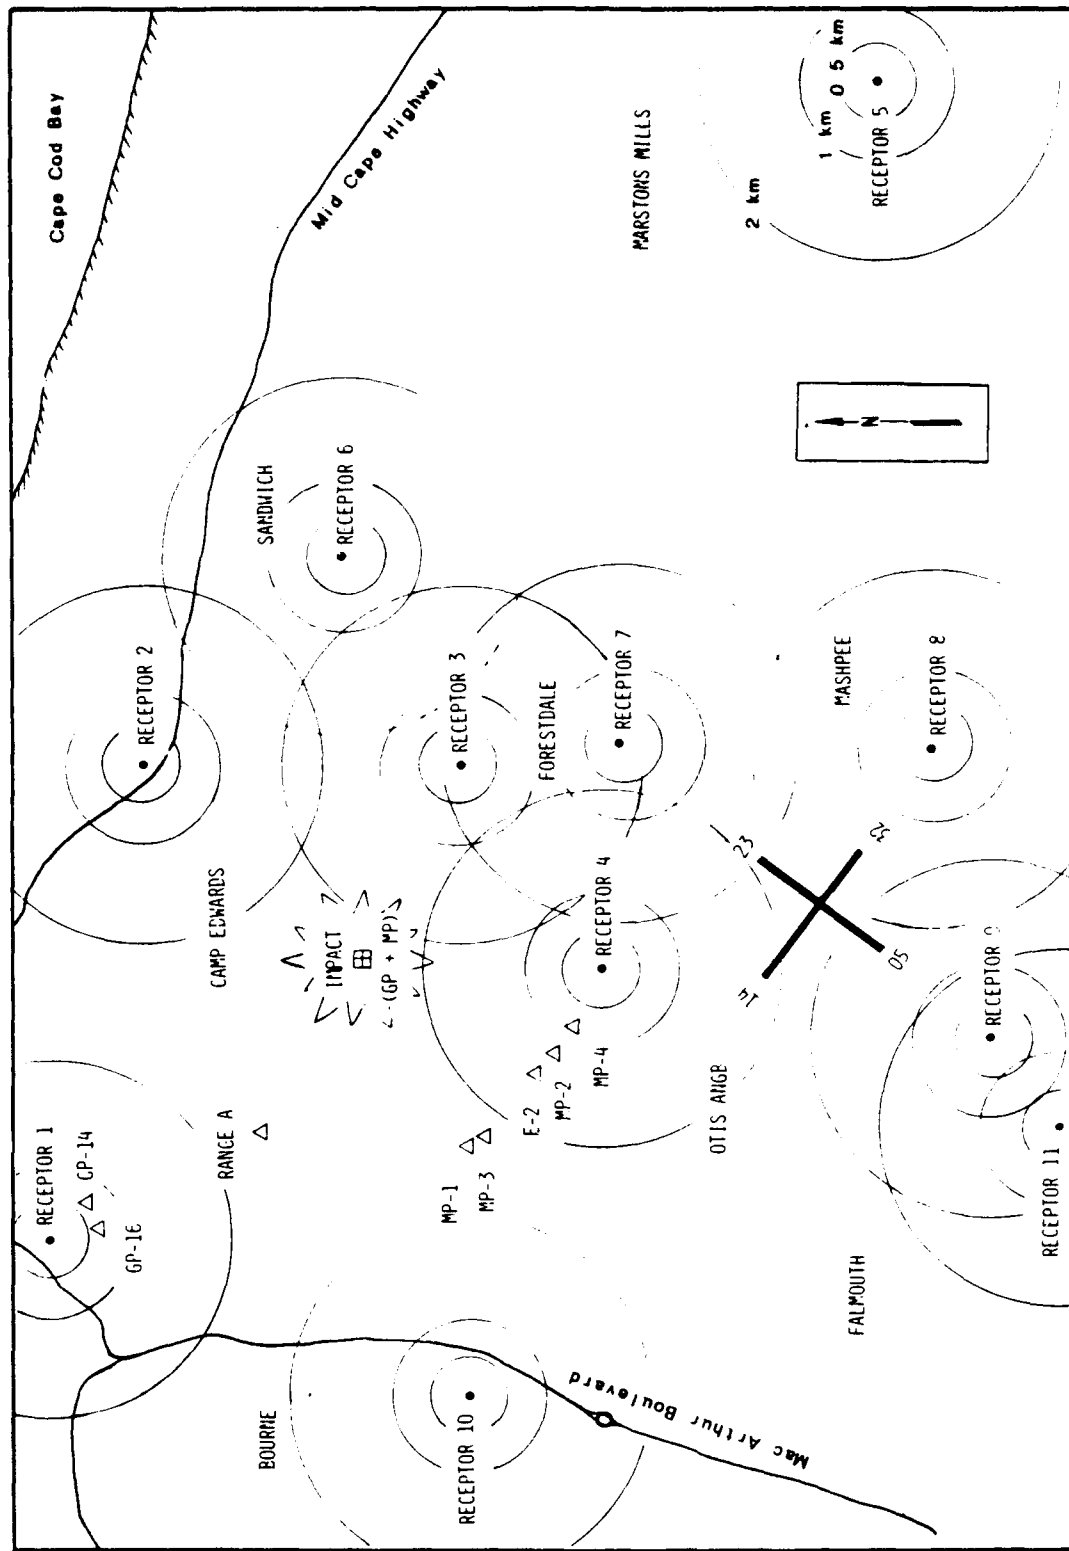 Cape Cod Bay
Mid Cape Highway
RECEPTOR 1
GP-14
GP-16
RECEPTOR 2
CAMP EDWARDS
RANGE A
SANDWICH
RECEPTOR 6
BOURNE
IMPACT
(GP + MP)
RECEPTOR 3
MP-1
MP-3
E-2
MP-2
MP-4
FORESTDALE
RECEPTOR 4
RECEPTOR 7
RECEPTOR 10
Mac Arthur Boulevard
MARSTONS MILLS
2 km
1 km
0 5 km
RECEPTOR 5
N
OTIS ANGB
14
23
05
32
MASHPEE
RECEPTOR 8
FALMOUTH
RECEPTOR 9
RECEPTOR 11